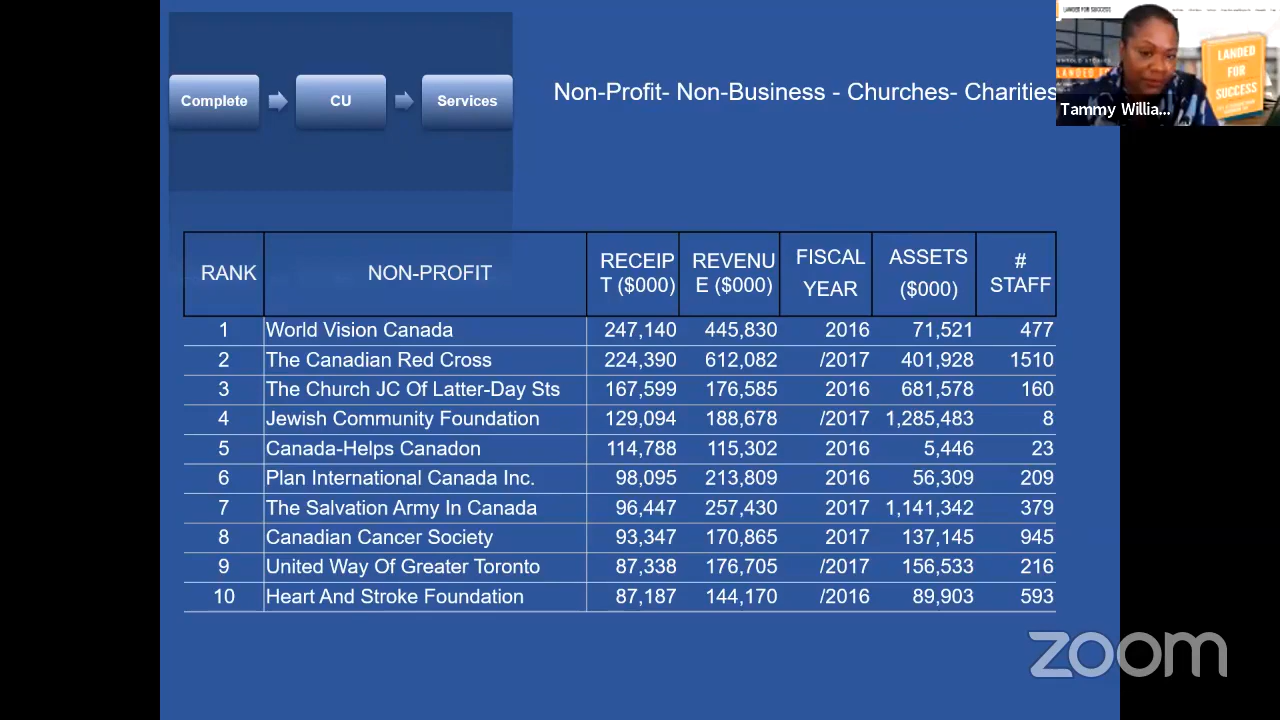 Complete CU Services
Non-Profit- Non-Business - Churches- Charities
LANDED FOR SUCCESS
LANDED
FOR
SUCCESS
Tammy Willia...
RANK NON-PROFIT RECEIP T ($000) REVENU E ($000) FISCAL YEAR ASSETS ($000) # STAFF
1 World Vision Canada 247,140 445,830 2016 71,521 477
2 The Canadian Red Cross 224,390 612,082 /2017 401,928 1510
3 The Church JC Of Latter-Day Sts 167,599 176,585 2016 681,578 160
4 Jewish Community Foundation 129,094 188,678 /2017 1,285,483 8
5 Canada-Helps Canadon 114,788 115,302 2016 5,446 23
6 Plan International Canada Inc. 98,095 213,809 2016 56,309 209
7 The Salvation Army In Canada 96,447 257,430 2017 1,141,342 379
8 Canadian Cancer Society 93,347 170,865 2017 137,145 945
9 United Way Of Greater Toronto 87,338 176,705 /2017 156,533 216
10 Heart And Stroke Foundation 87,187 144,170 /2016 89,903 593
zoom